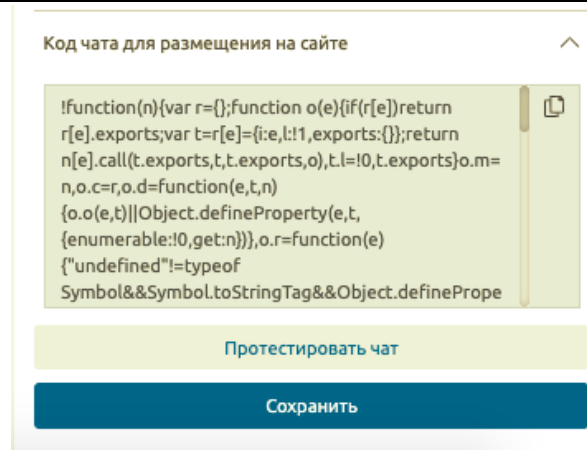 Код чата для размещения на сайте
!function(n){var r={};function o(e){if(r[e])return
r[e].exports;var t=r[e]={i:e,l:!1,exports:{}};return
n[e].call(t.exports,t,t.exports,o),t.l=!0,t.exports}o.m=
n,o.c=r,o.d=function(e,t,n)
{o.o(e,t)||Object.defineProperty(e,t,
{enumerable:!0,get:n})},o.r=function(e)
{"undefined"!=typeof
Symbol&&Symbol.toStringTag&&Object.definePrope
Протестировать чат
Сохранить